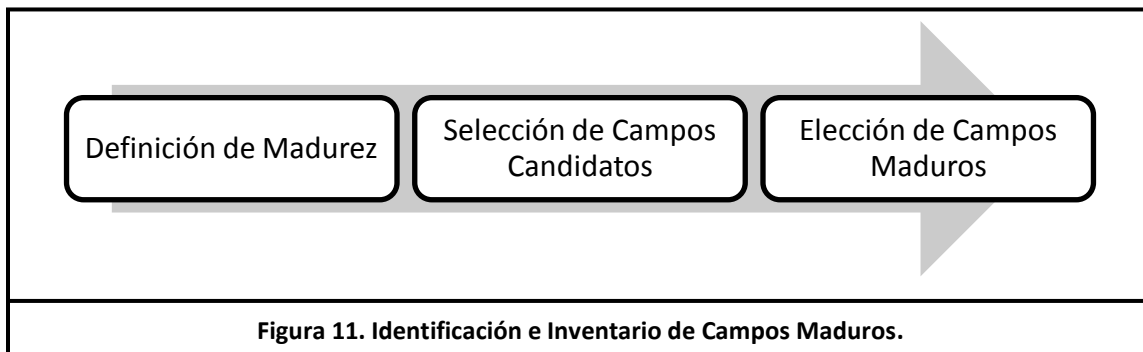 Definición de Madurez
Selección de Campos
Candidatos
Elección de Campos
Maduros
Figura 11. Identificación e Inventario de Campos Maduros.